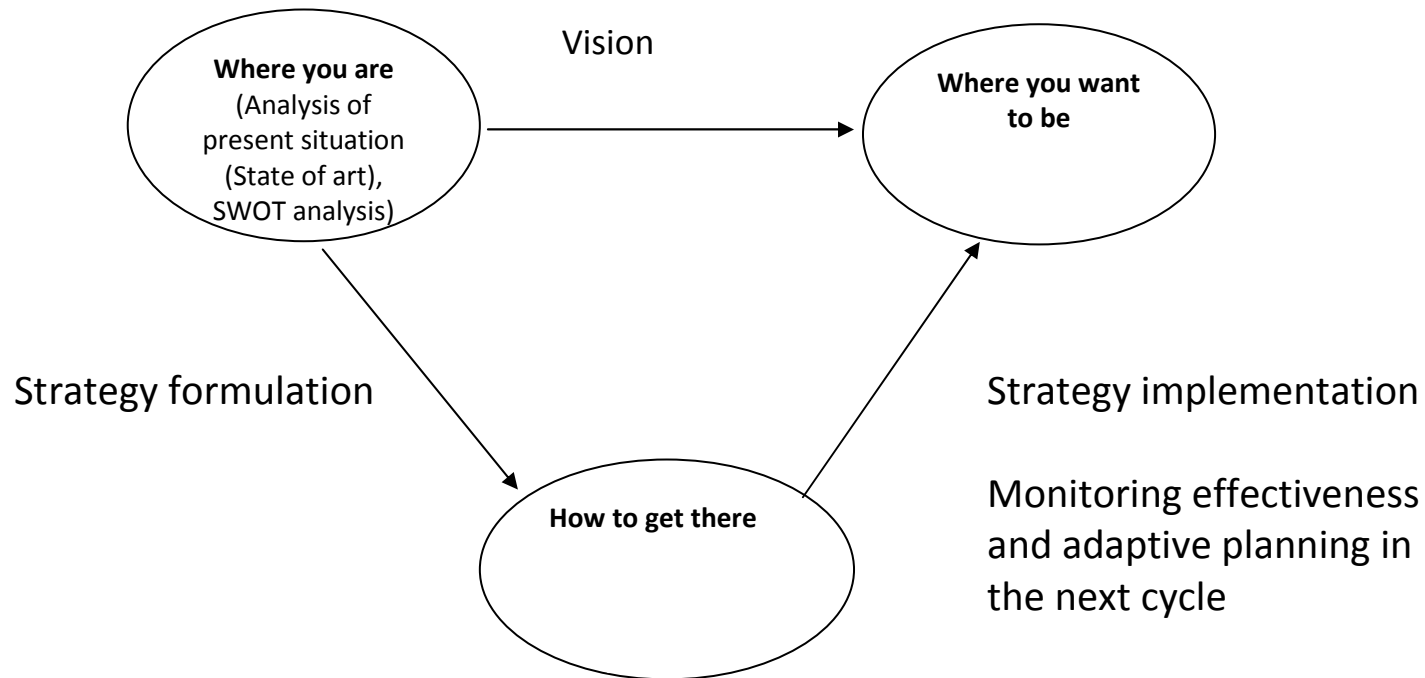 Vision
Where you are
(Analysis of
present situation
(State of art),
SWOT analysis)
Where you want
to be
Strategy formulation
Strategy implementation
How to get there
Monitoring effectiveness
and adaptive planning in
the next cycle